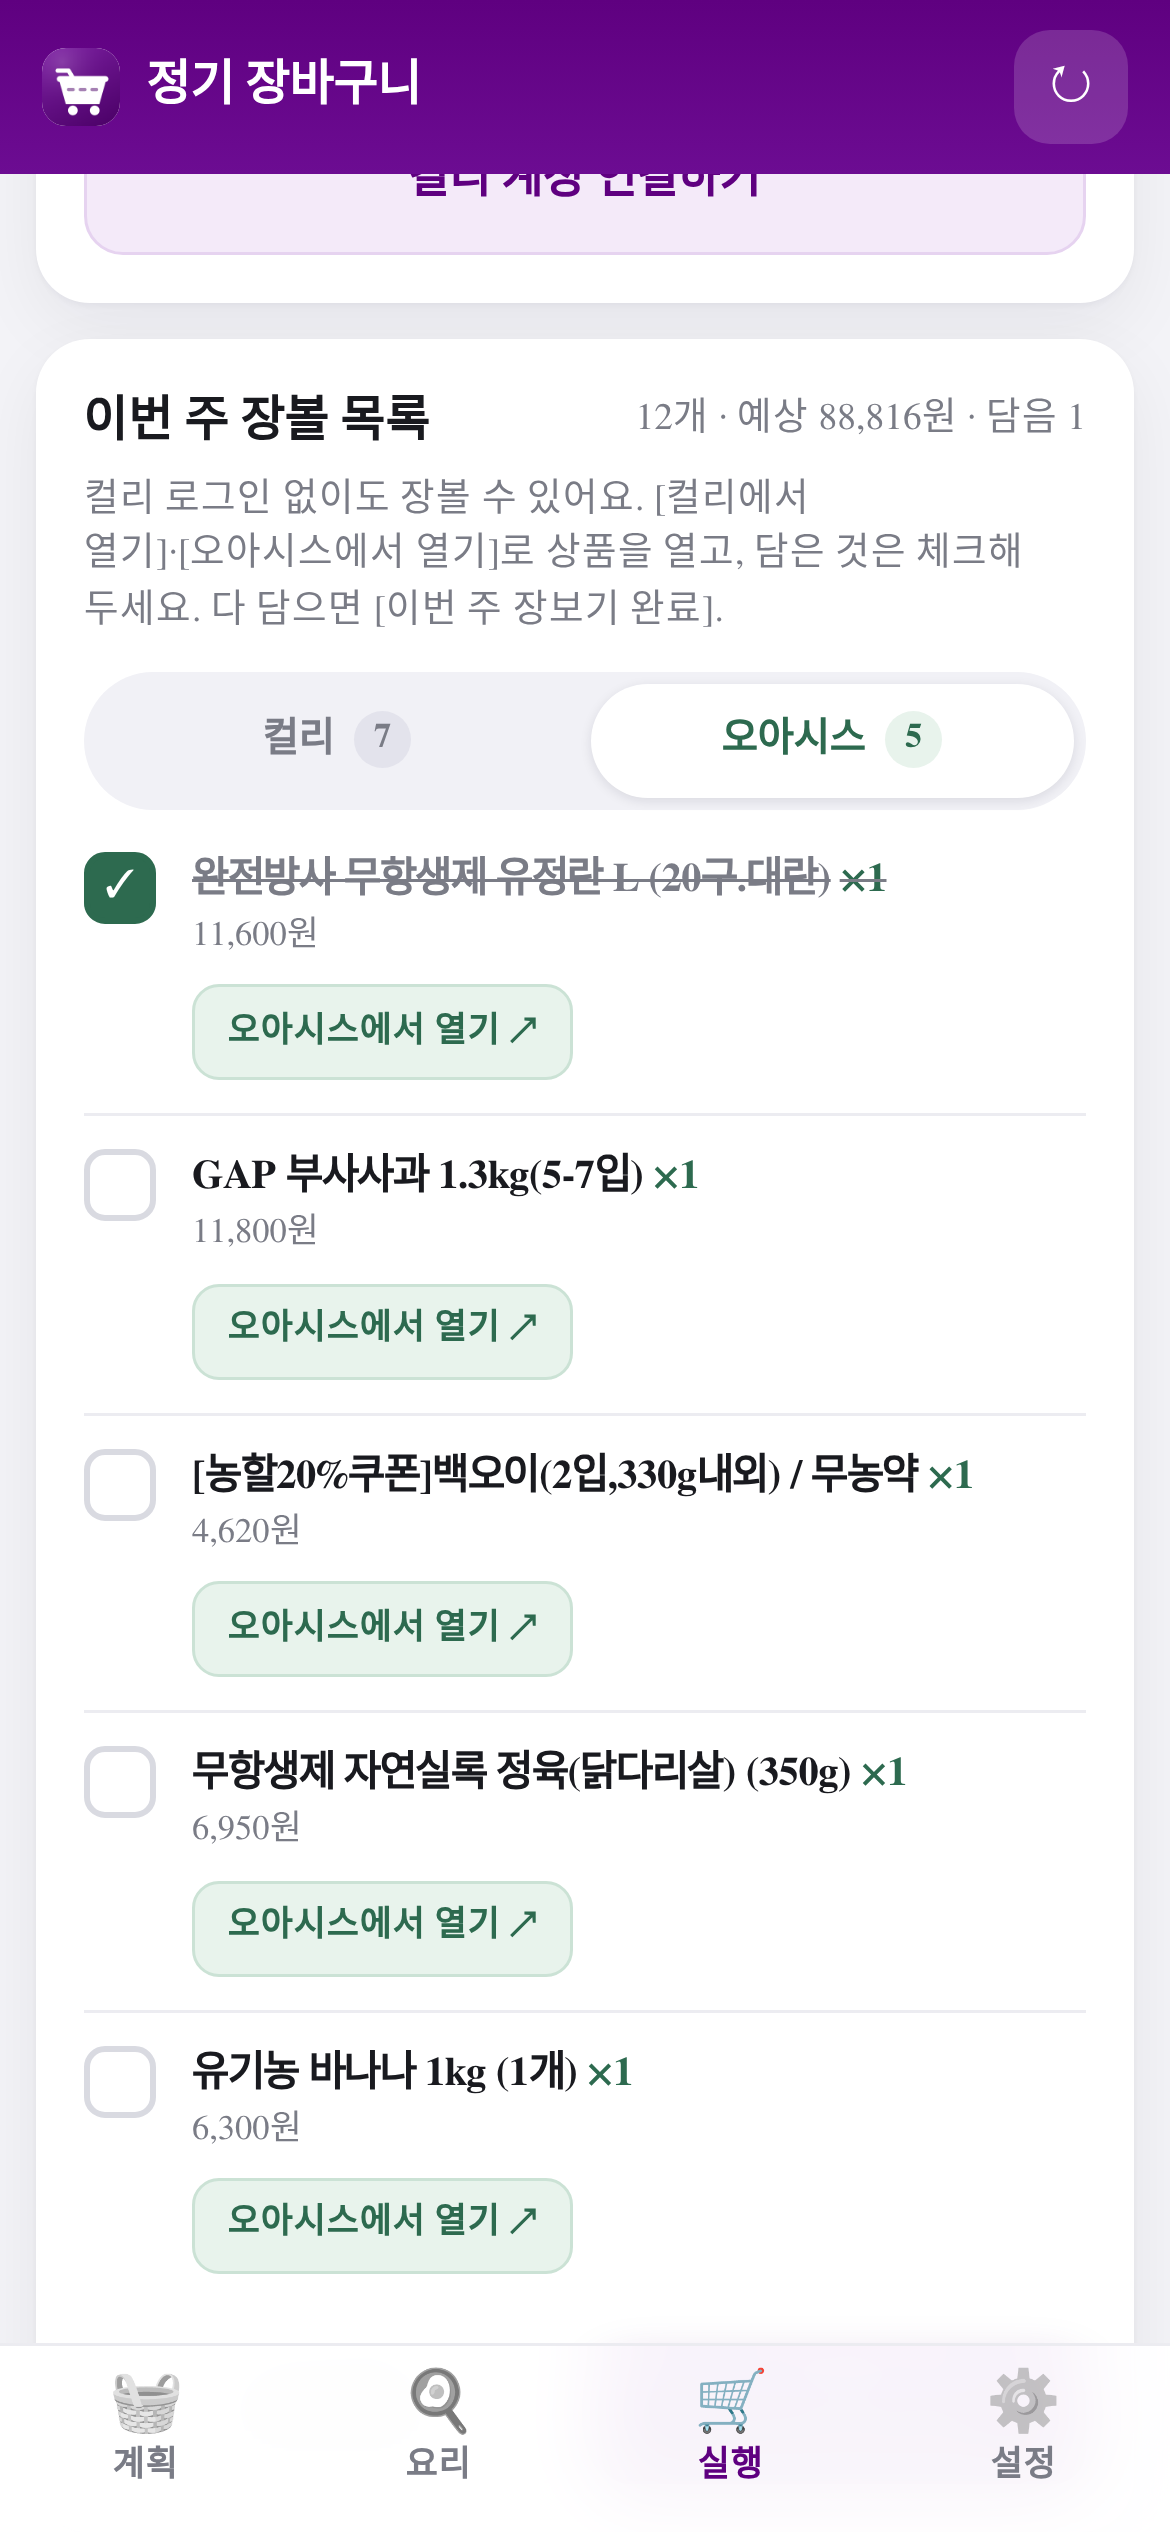 정기 장바구니
컬리 계정 연결하기
이번 주 장볼 목록
12개 · 예상 88,816원 · 담음 1
컬리 로그인 없이도 장볼 수 있어요. [컬리에서
열기]·[오아시스에서 열기]로 상품을 열고, 담은 것은 체크해
두세요. 다 담으면 [이번 주 장보기 완료].
컬리 7
오아시스 5
완전방사 무항생제 유정란 L (20구.대란) ×1
11,600원
오아시스에서 열기 ↗
GAP 부사사과 1.3kg(5-7입) ×1
11,800원
오아시스에서 열기 ↗
[농할20%쿠폰]백오이(2입,330g내외) / 무농약 ×1
4,620원
오아시스에서 열기 ↗
무항생제 자연실록 정육(닭다리살) (350g) ×1
6,950원
오아시스에서 열기 ↗
유기농 바나나 1kg (1개) ×1
6,300원
오아시스에서 열기 ↗
계획
요리
실행
설정